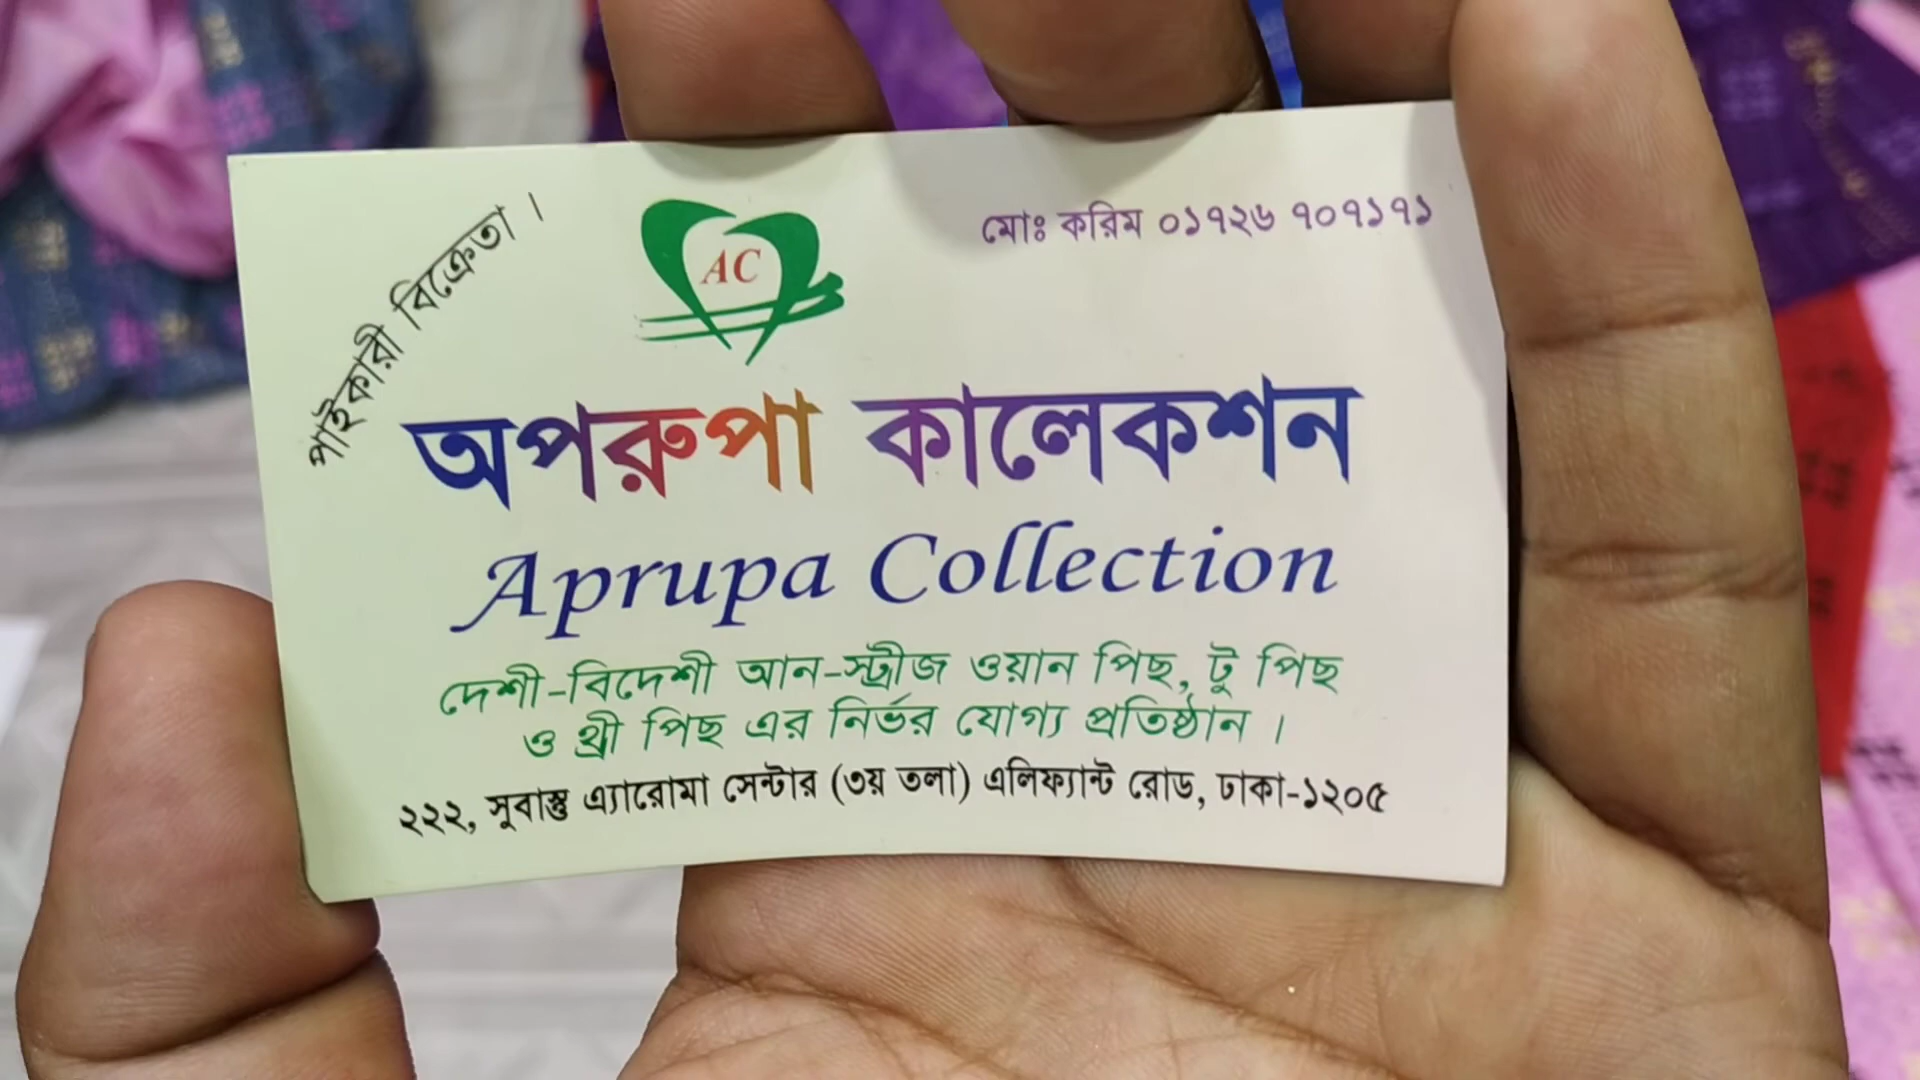 পাইকারী বিক্রেতা ।
AC
মোঃ করিম ০১৭২৬ ৭০৭১৭১
অপরুপা কালেকশন
Aprupa Collection
দেশী-বিদেশী আন-স্ট্রীজ ওয়ান পিছ, টু পিছ
ও থ্রী পিছ এর নির্ভর যোগ্য প্রতিষ্ঠান ।
২২২, সুবাস্তু এ্যারোমা সেন্টার (৩য় তলা) এলিফ্যান্ট রোড, ঢাকা-১২০৫